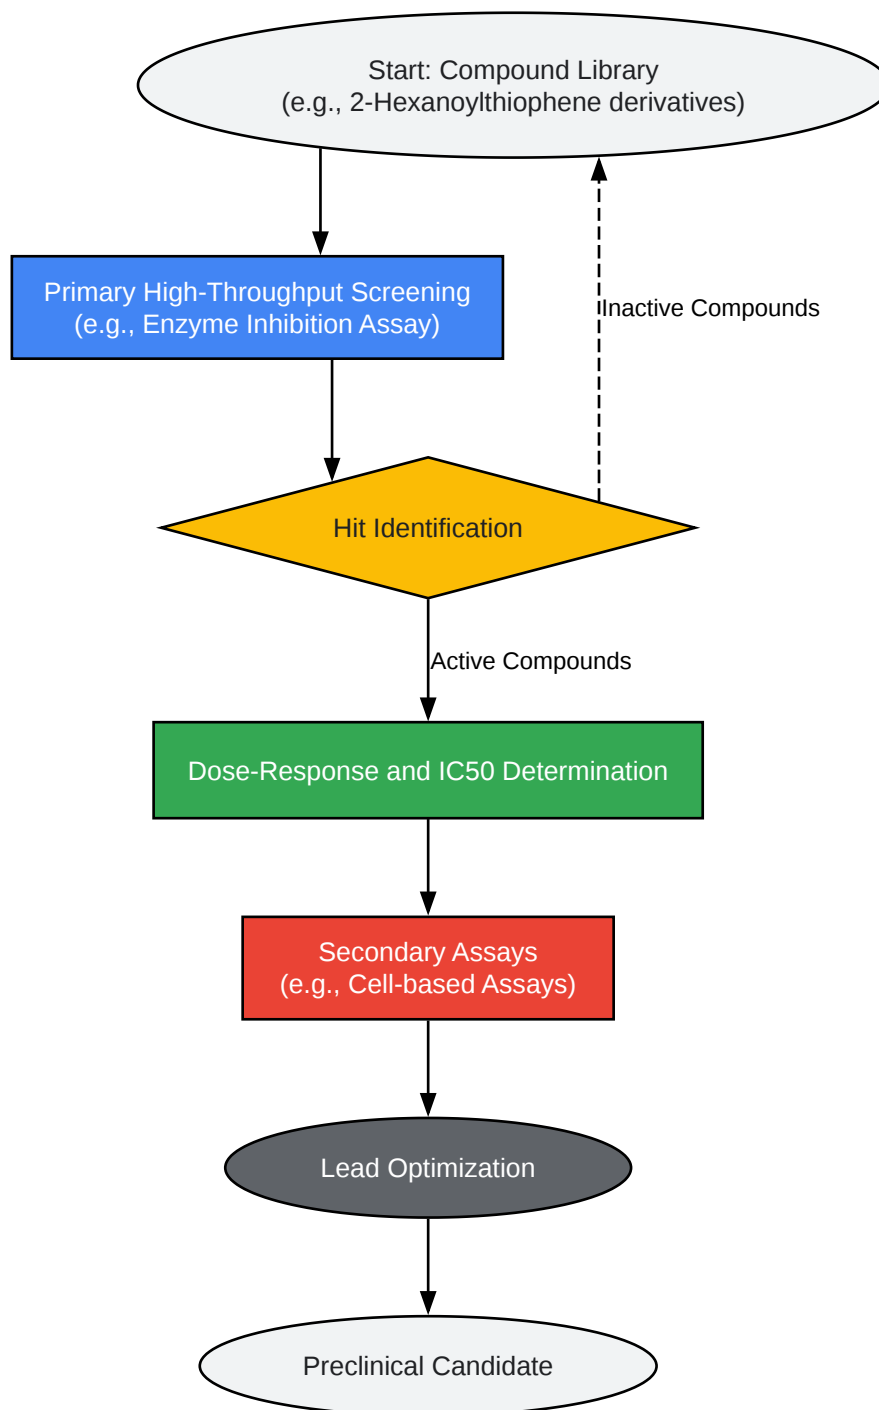 Start: Compound Library
(e.g., 2-Hexanoylthiophene derivatives)
Primary High-Throughput Screening
(e.g., Enzyme Inhibition Assay)
Inactive Compounds
Hit Identification
Active Compounds
Dose-Response and IC50 Determination
Secondary Assays
(e.g., Cell-based Assays)
Lead Optimization
Preclinical Candidate